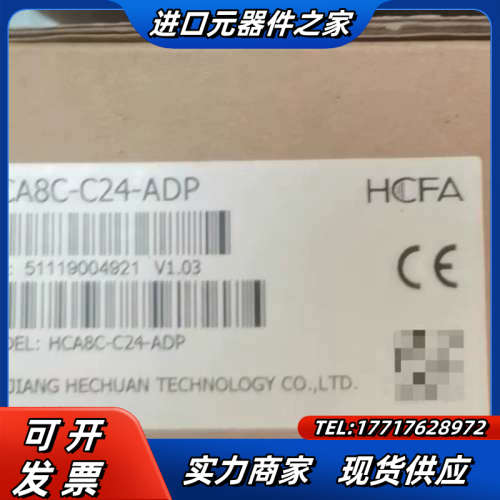 进口元器件之家
CA8C-C24-ADP
HCFA
: 51119004921 V1.03
CE
DEL: HCA8C-C24-ADP
JIANG HECHUAN TECHNOLOGY CO.,LTD.
TEL:17717628972
可开
发票
实力商家 现货供应